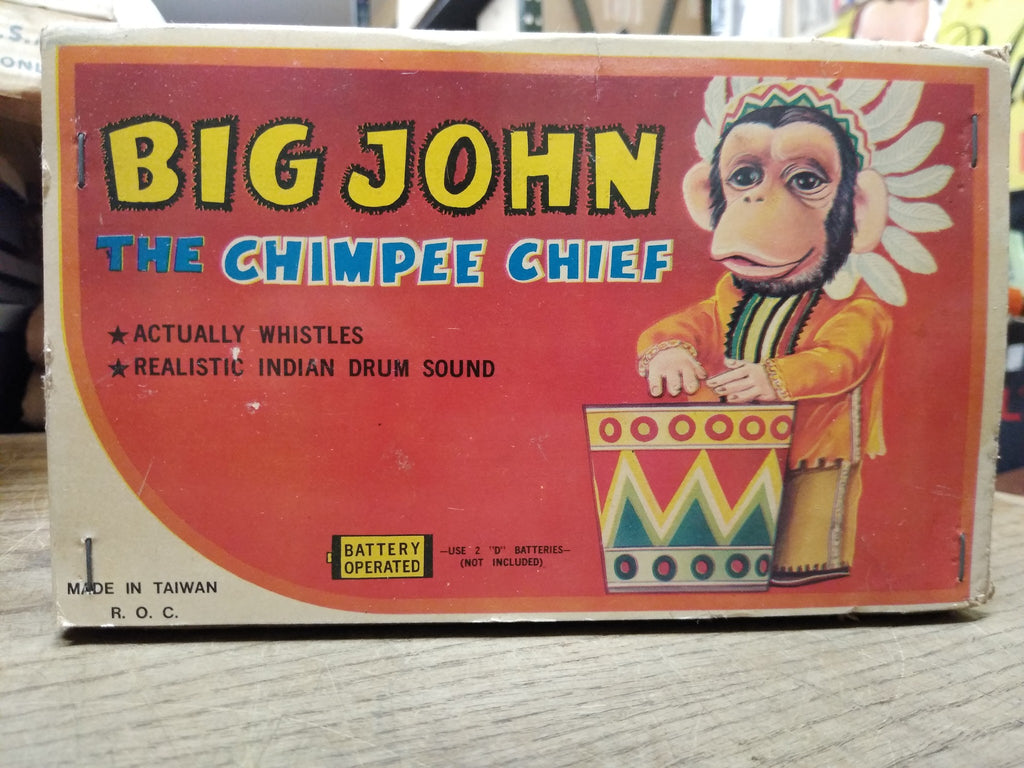 S.
ONL
BIG JOHN
THE CHIMPEE CHIEF
★ ACTUALLY WHISTLES
★ REALISTIC INDIAN DRUM SOUND
BATTERY OPERATED
—USE 2 "D" BATTERIES—
(NOT INCLUDED)
MADE IN TAIWAN
R. O. C.